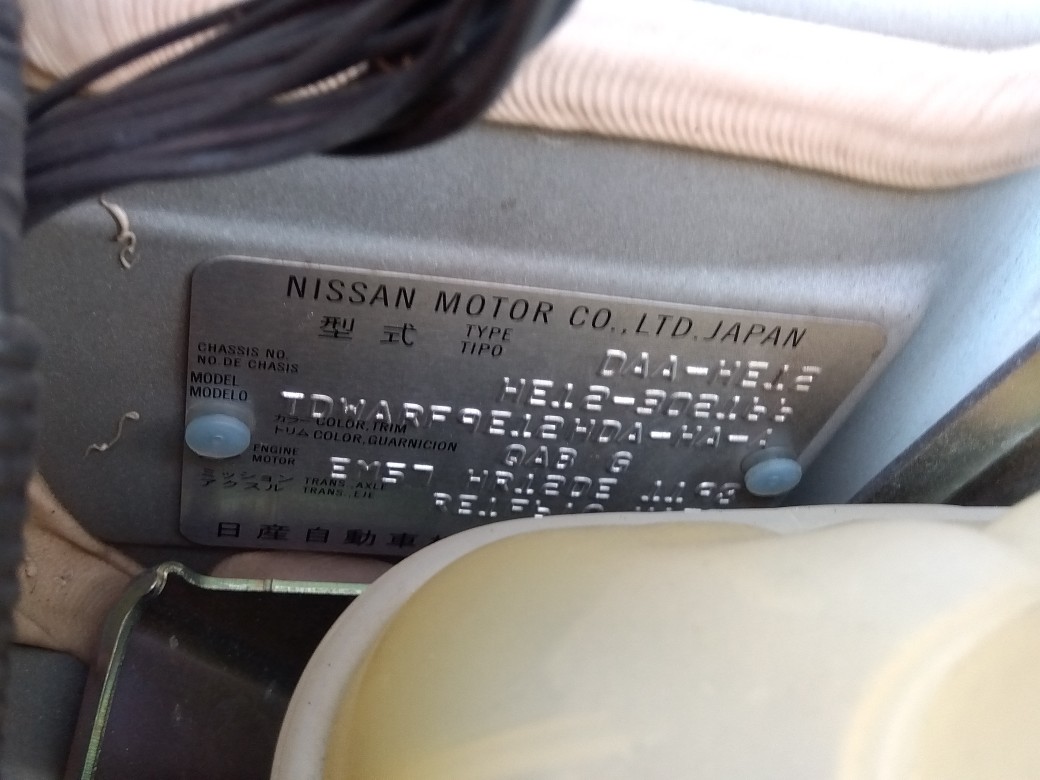 NISSAN MOTOR CO.,LTD.JAPAN
型式 TYPE
TIPO
DAA-HE12
CHASSIS NO.
NO.DE CHASIS
HE12-302
MODEL
MODELO
TDWARF9E12HDA-HA-
カラー COLOR,TRIM
トリム COLOR,GUARNICION
QAB G
ENGINE
MOTOR
EM57 HR12DE 1198
ミッション TRANS. AXLE
アクスル TRANS. EJE
日産自動車